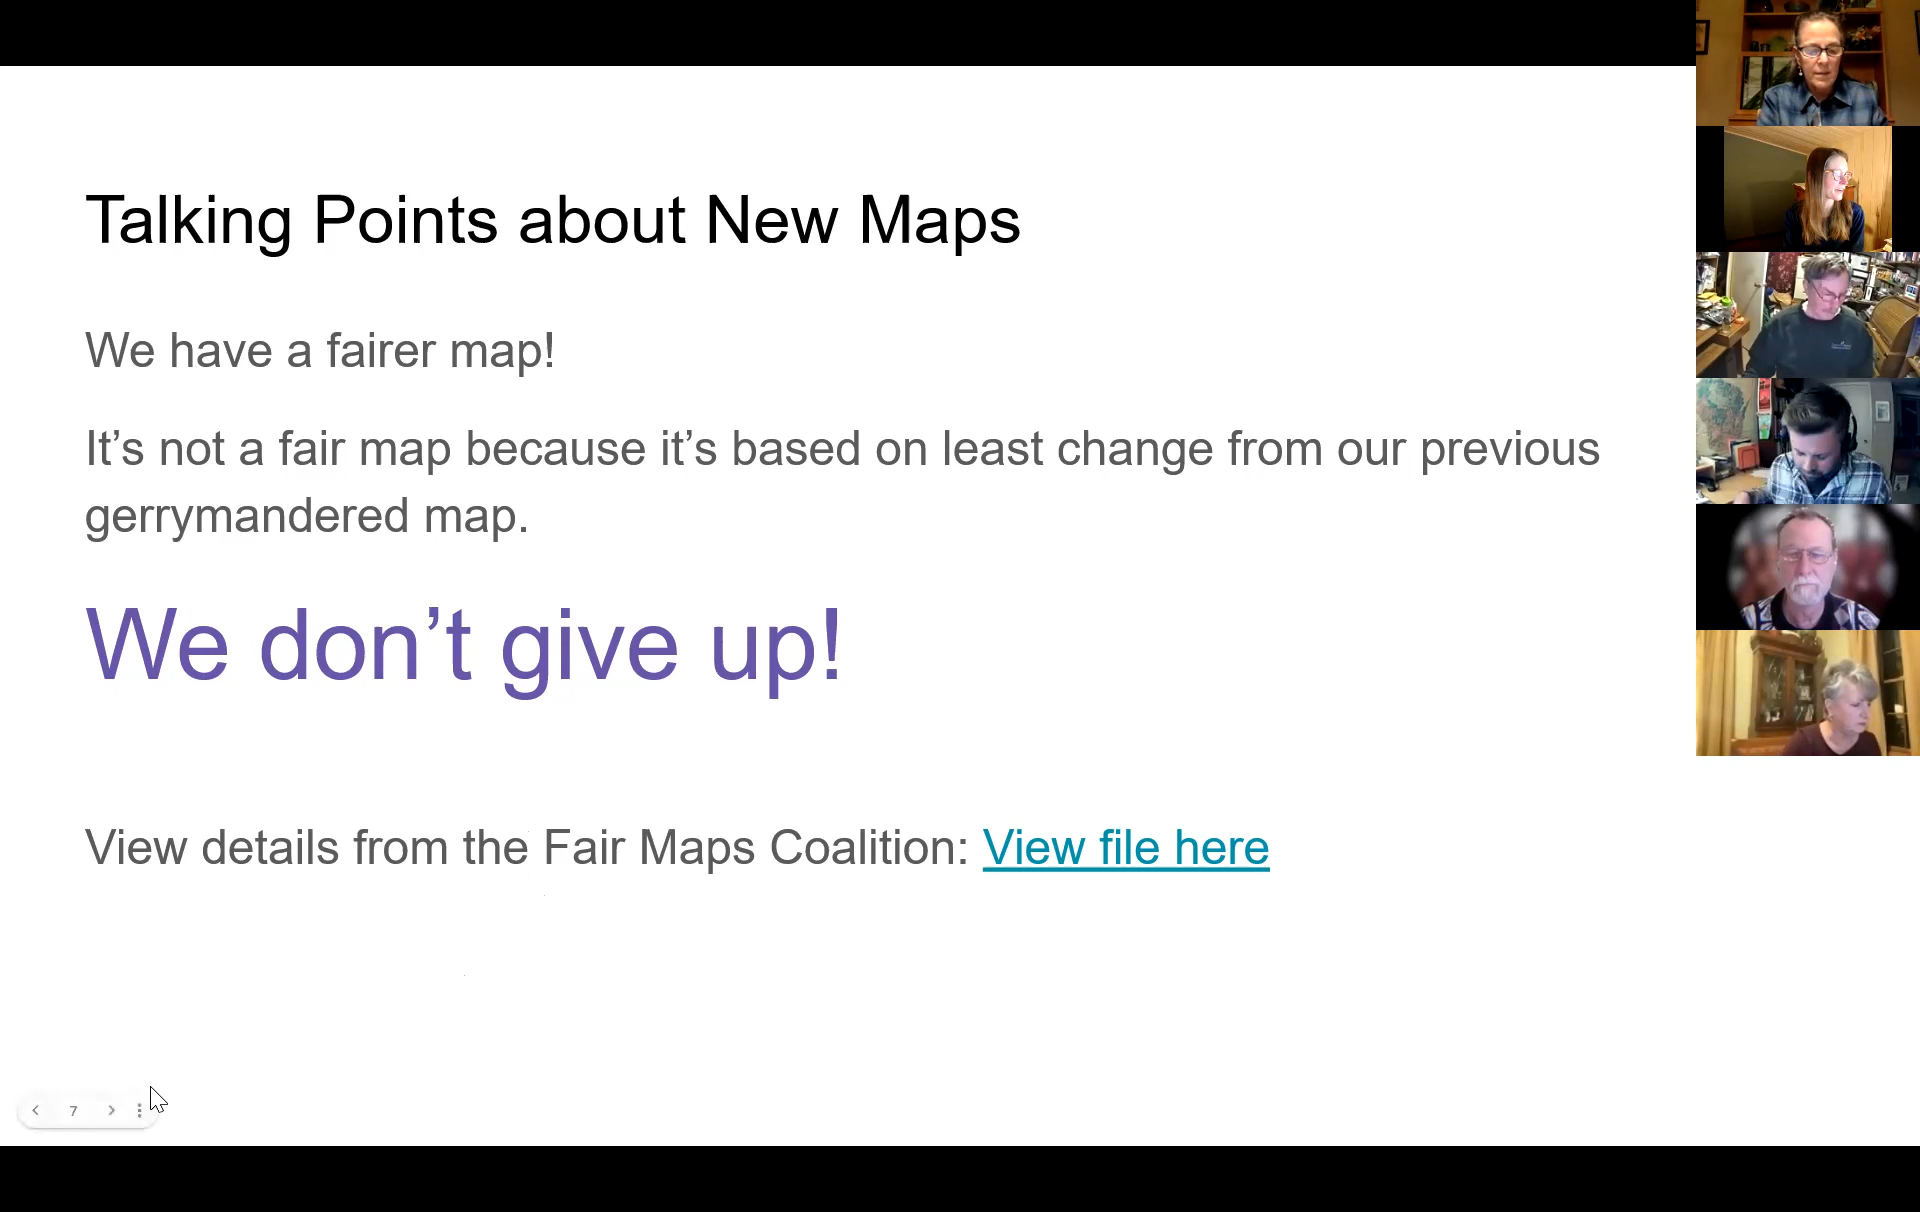 Talking Points about New Maps
We have a fairer map!
It’s not a fair map because it’s based on least change from our previous
gerrymandered map.
We don’t give up!
View details from the Fair Maps Coalition: View file here
7